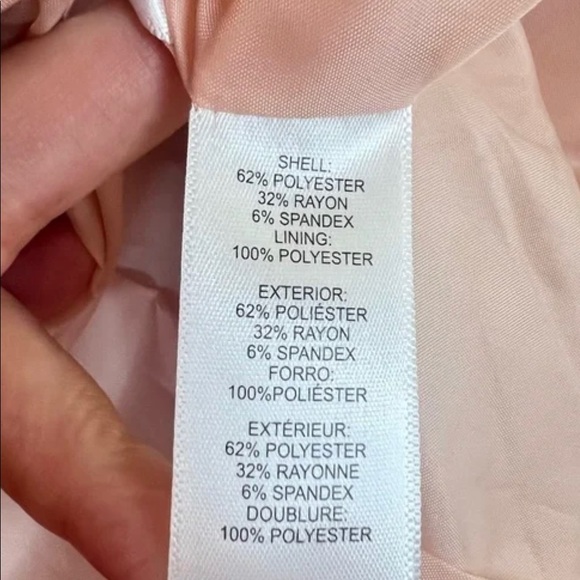 SHELL:
62% POLYESTER
32% RAYON
6% SPANDEX
LINING:
100% POLYESTER
EXTERIOR:
62% POLIÉSTER
32% RAYON
6% SPANDEX
FORRO:
100%POLIÉSTER
EXTÉRIEUR:
62% POLYESTER
32% RAYONNE
6% SPANDEX
DOUBLURE:
100% POLYESTER